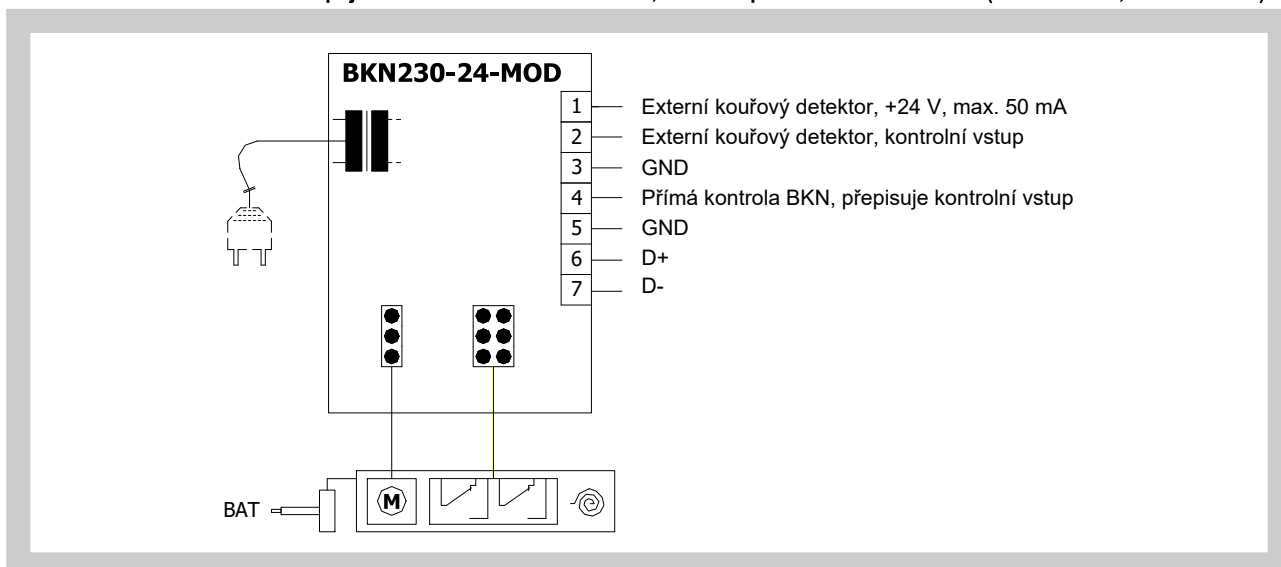 BKN230-24-MOD
1 Externí kouřový detektor, +24 V, max. 50 mA
2 Externí kouřový detektor, kontrolní vstup
3 GND
4 Přímá kontrola BKN, přepisuje kontrolní vstup
5 GND
6 D+
7 D-
BAT
M